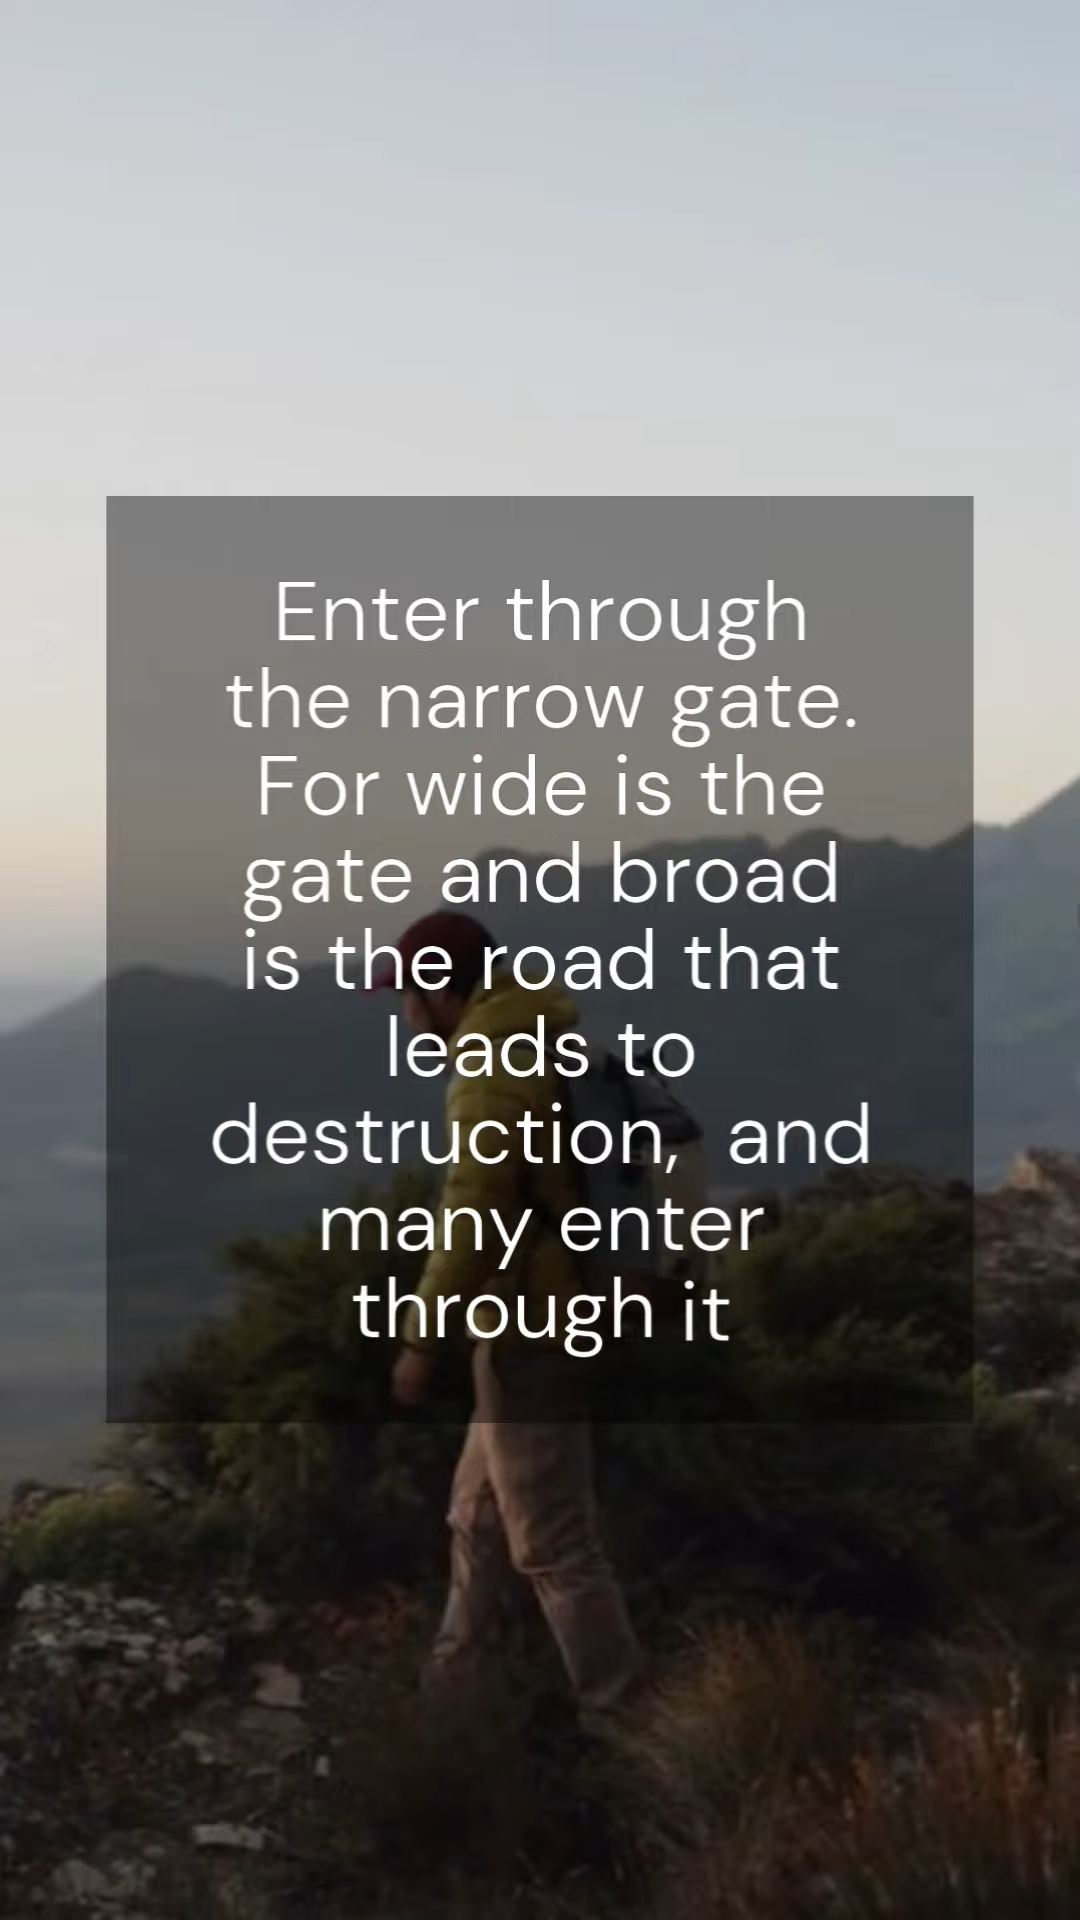 Enter through
the narrow gate.
For wide is the
gate and broad
is the road that
leads to
destruction,  and
many enter
through it